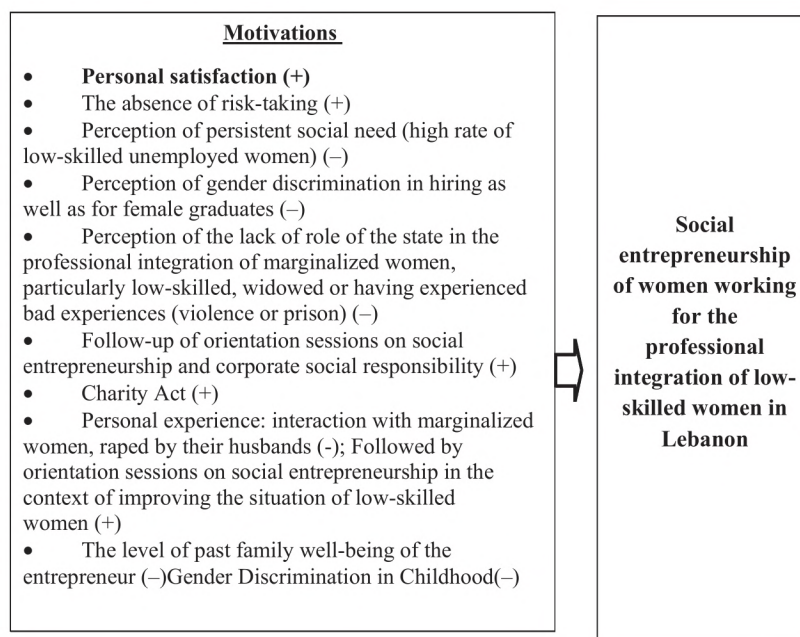 Motivations
• Personal satisfaction (+)
• The absence of risk-taking (+)
• Perception of persistent social need (high rate of
low-skilled unemployed women) (–)
• Perception of gender discrimination in hiring as
well as for female graduates (–)
• Perception of the lack of role of the state in the
professional integration of marginalized women,
particularly low-skilled, widowed or having experienced
bad experiences (violence or prison) (–)
• Follow-up of orientation sessions on social
entrepreneurship and corporate social responsibility (+)
• Charity Act (+)
• Personal experience: interaction with marginalized
women, raped by their husbands (-); Followed by
orientation sessions on social entrepreneurship in the
context of improving the situation of low-skilled
women (+)
• The level of past family well-being of the
entrepreneur (–)Gender Discrimination in Childhood(–)
Social
entrepreneurship
of women working
for the
professional
integration of low-
skilled women in
Lebanon